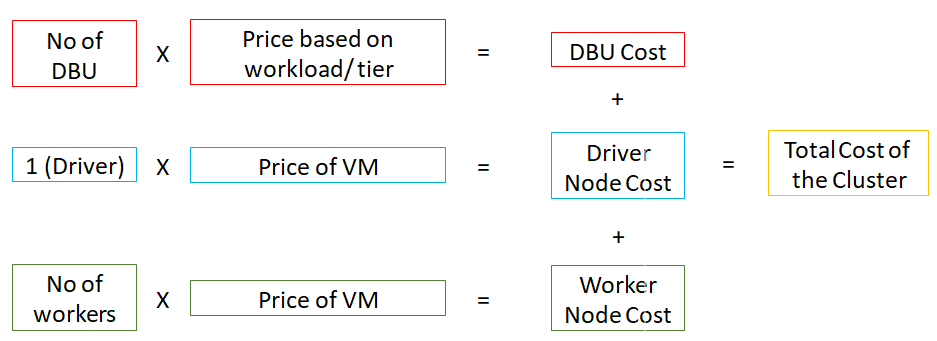 No of DBU X Price based on workload/ tier = DBU Cost
+
1 (Driver) X Price of VM = Driver Node Cost = Total Cost of the Cluster
+
No of workers X Price of VM = Worker Node Cost